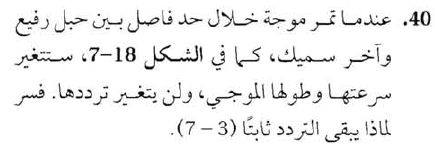 40. عندما تمر موجة خلال حد فاصل بين حبل رفيع
وآخر سميك، كما في الشكل 18-7، ستتغير
سرعتها وطولها الموجي، ولن يتغير ترددها. فسر
لماذا يبقى التردد ثابتًا (3 – 7).